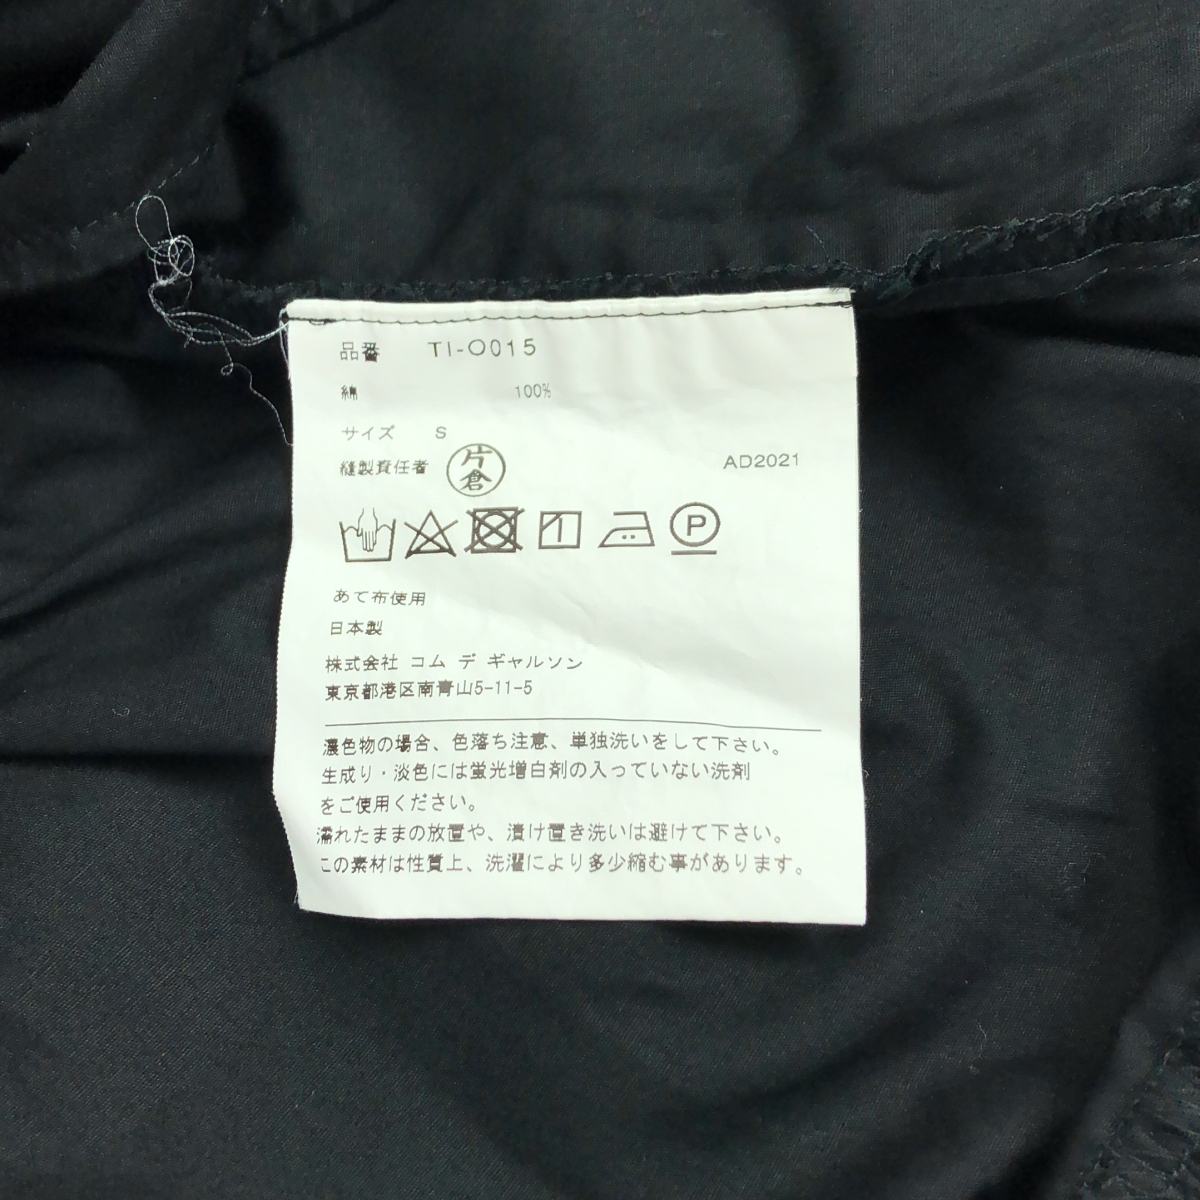 品番 TI-O015
綿 100%
サイズ S
縫製責任者 片倉 AD2021
P
あて布使用
日本製
株式会社 コム デ ギャルソン
東京都港区南青山5-11-5
濃色物の場合、色落ち注意、単独洗いをして下さい。
生成り・淡色には蛍光増白剤の入っていない洗剤
をご使用ください。
濡れたままの放置や、漬け置き洗いは避けて下さい。
この素材は性質上、洗濯により多少縮む事があります。